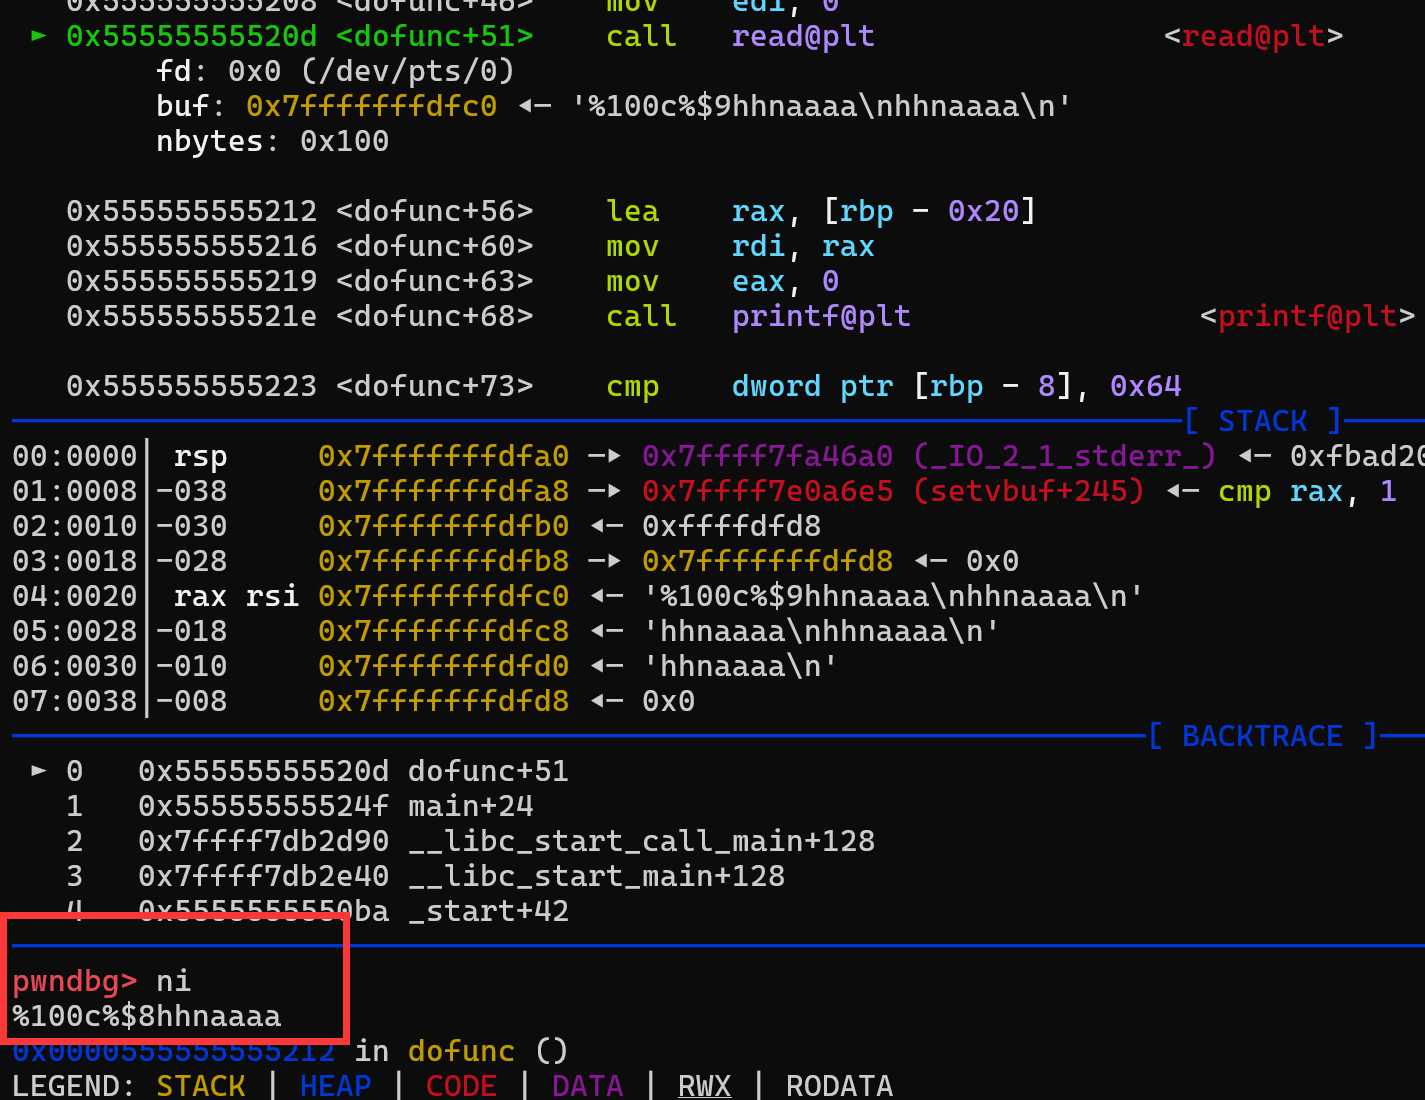 0x555555555208 <dofunc+46> mov edi, 0
► 0x55555555520d <dofunc+51> call read@plt <read@plt>
fd: 0x0 (/dev/pts/0)
buf: 0x7fffffffdfc0 ◂— '%100c%$9hhnaaaa\nhhnaaaa\n'
nbytes: 0x100
0x555555555212 <dofunc+56> lea rax, [rbp - 0x20]
0x555555555216 <dofunc+60> mov rdi, rax
0x555555555219 <dofunc+63> mov eax, 0
0x55555555521e <dofunc+68> call printf@plt <printf@plt>
0x555555555223 <dofunc+73> cmp dword ptr [rbp - 8], 0x64
[ STACK ]
00:0000│ rsp 0x7fffffffdfa0 —▸ 0x7ffff7fa46a0 (_IO_2_1_stderr_) ◂— 0xfbad20
01:0008│-038 0x7fffffffdfa8 —▸ 0x7ffff7e0a6e5 (setvbuf+245) ◂— cmp rax, 1
02:0010│-030 0x7fffffffdfb0 ◂— 0xffffdfd8
03:0018│-028 0x7fffffffdfb8 —▸ 0x7fffffffdfd8 ◂— 0x0
04:0020│ rax rsi 0x7fffffffdfc0 ◂— '%100c%$9hhnaaaa\nhhnaaaa\n'
05:0028│-018 0x7fffffffdfc8 ◂— 'hhnaaaa\nhhnaaaa\n'
06:0030│-010 0x7fffffffdfd0 ◂— 'hhnaaaa\n'
07:0038│-008 0x7fffffffdfd8 ◂— 0x0
[ BACKTRACE ]
► 0 0x55555555520d dofunc+51
1 0x55555555524f main+24
2 0x7ffff7db2d90 __libc_start_call_main+128
3 0x7ffff7db2e40 __libc_start_main+128
4 0x5555555550ba _start+42
pwndbg> ni
%100c%$8hhnaaaa
0x0000555555555212 in dofunc ()
LEGEND: STACK | HEAP | CODE | DATA | RWX | RODATA